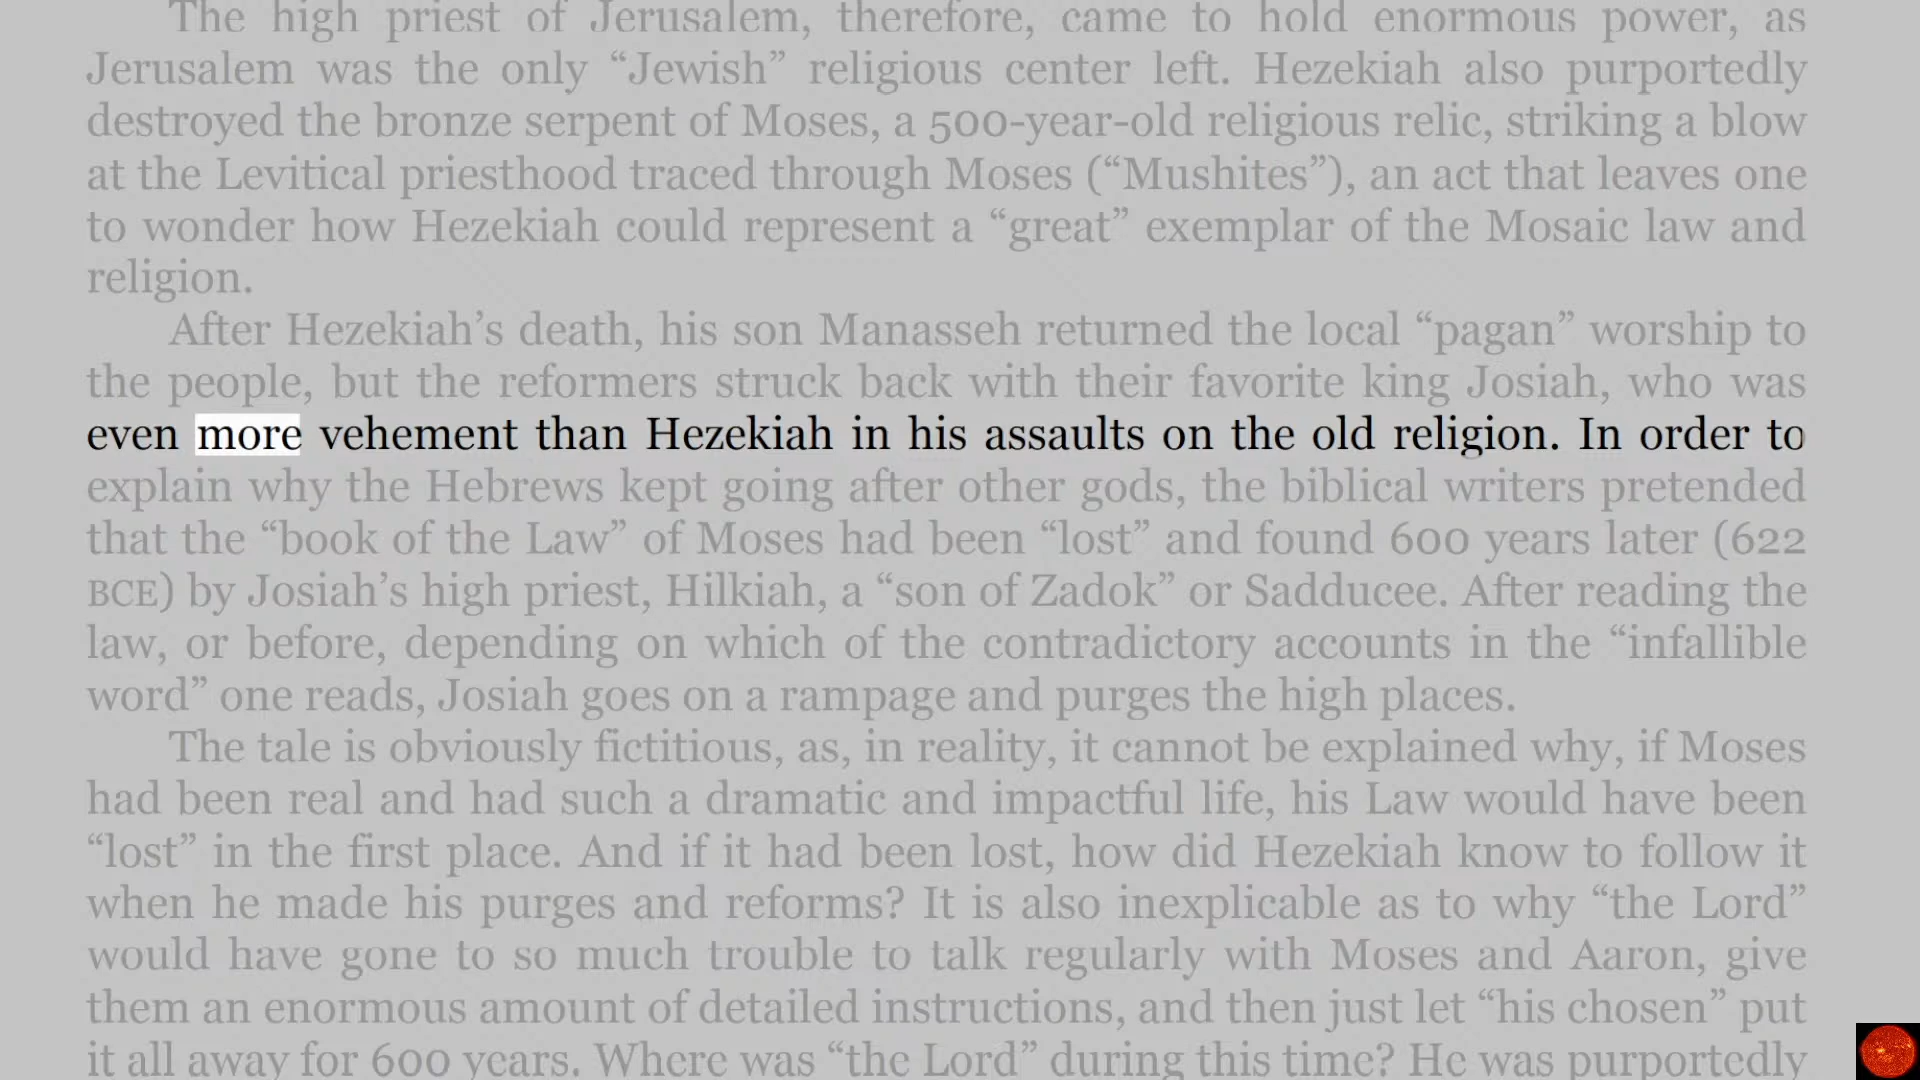 The high priest of Jerusalem, therefore, came to hold enormous power, as
Jerusalem was the only “Jewish” religious center left. Hezekiah also purportedly
destroyed the bronze serpent of Moses, a 500-year-old religious relic, striking a blow
at the Levitical priesthood traced through Moses (“Mushites”), an act that leaves one
to wonder how Hezekiah could represent a “great” exemplar of the Mosaic law and
religion.
After Hezekiah’s death, his son Manasseh returned the local “pagan” worship to
the people, but the reformers struck back with their favorite king Josiah, who was
even more vehement than Hezekiah in his assaults on the old religion. In order to
explain why the Hebrews kept going after other gods, the biblical writers pretended
that the “book of the Law” of Moses had been “lost” and found 600 years later (622
BCE) by Josiah’s high priest, Hilkiah, a “son of Zadok” or Sadducee. After reading the
law, or before, depending on which of the contradictory accounts in the “infallible
word” one reads, Josiah goes on a rampage and purges the high places.
The tale is obviously fictitious, as, in reality, it cannot be explained why, if Moses
had been real and had such a dramatic and impactful life, his Law would have been
“lost” in the first place. And if it had been lost, how did Hezekiah know to follow it
when he made his purges and reforms? It is also inexplicable as to why “the Lord”
would have gone to so much trouble to talk regularly with Moses and Aaron, give
them an enormous amount of detailed instructions, and then just let “his chosen” put
it all away for 600 years. Where was “the Lord” during this time? He was purportedly